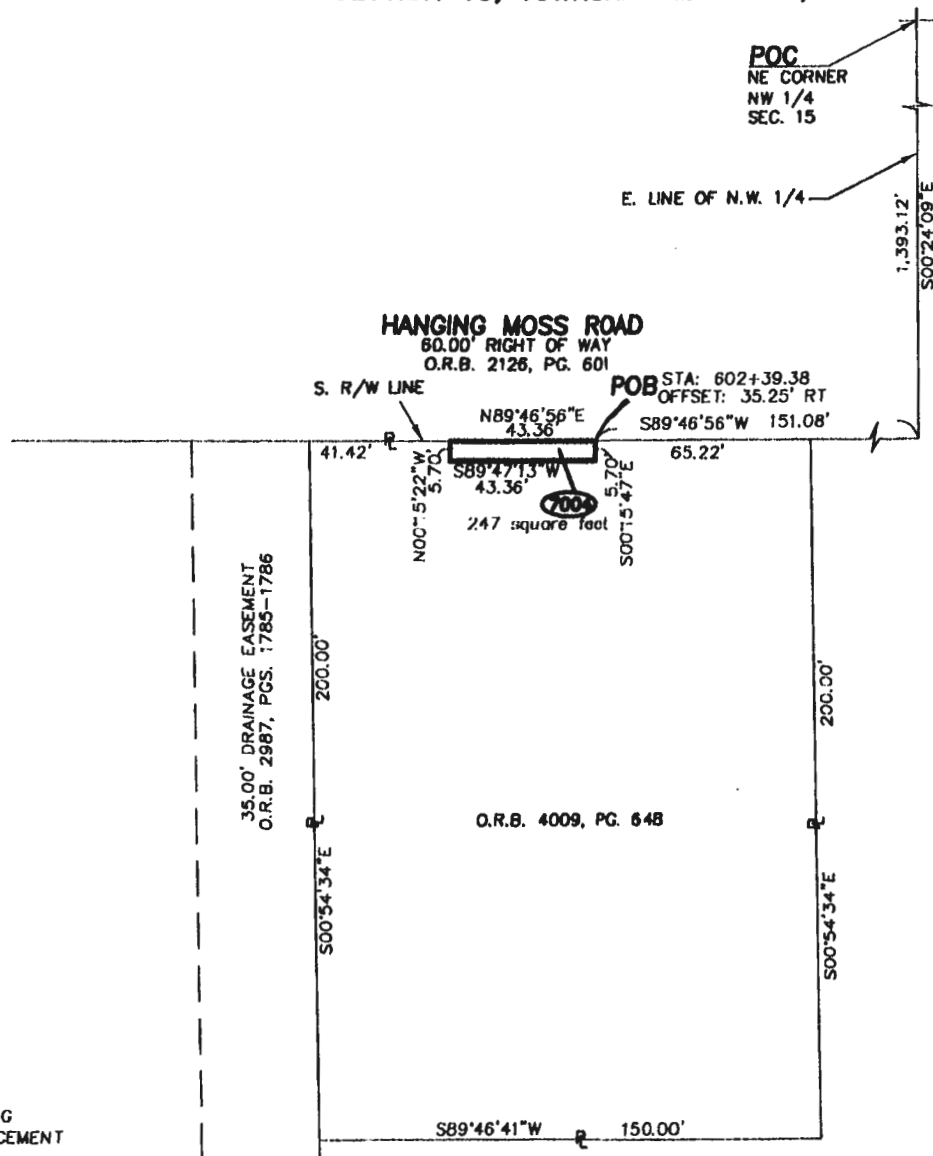 POC
NE CORNER
NW 1/4
SEC. 15
E. LINE OF N.W. 1/4
1,393.12'
S00°24'09"E
HANGING MOSS ROAD
60.00' RIGHT OF WAY
O.R.B. 2126, PG. 601
S. R/W LINE
POB STA: 602+39.38
OFFSET: 35.25' RT
N89°46'56"E
43.36'
S89°46'56"W 151.08'
41.42'
65.22'
N00°15'22"W
5.70'
S89°47'13"W
43.36'
5.70'
S00°15'47"E
7004
247 square feet
35.00' DRAINAGE EASEMENT
O.R.B. 2987, PGS. 1785-1786
200.00'
200.00'
O.R.B. 4009, PG. 648
S00°54'34"E
S00°54'34"E
G
CEMENT
S89°46'41"W 150.00'